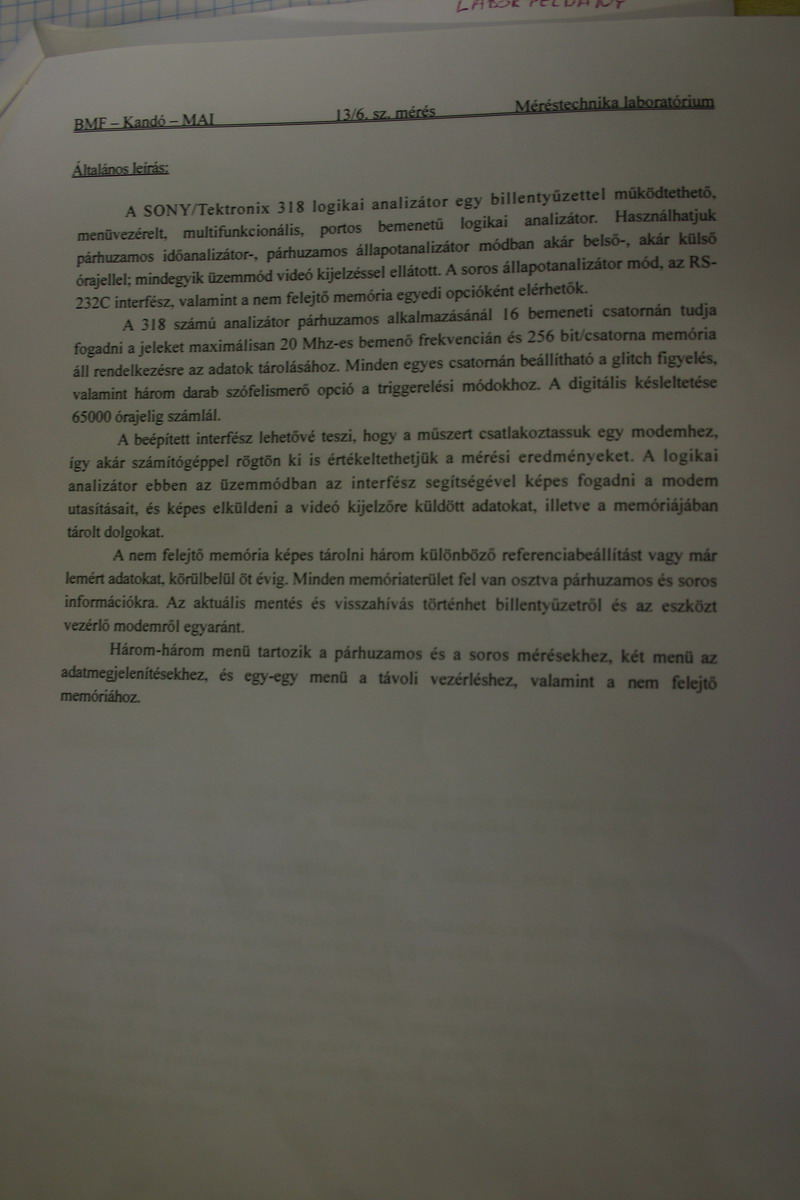 LABOR PÉLDÁNY
BMF – Kandó – MAI 13/6. sz. mérés Méréstechnika laboratórium
Általános leírás:
A SONY/Tektronix 318 logikai analizátor egy billentyűzettel működtethető,
menüvezérelt, multifunkcionális, portos bemenetű logikai analizátor. Használhatjuk
párhuzamos időanalizátor-, párhuzamos állapotanalizátor módban akár belső-, akár külső
órajellel; mindegyik üzemmód videó kijelzéssel ellátott. A soros állapotanalizátor mód, az RS-
232C interfész, valamint a nem felejtő memória egyedi opcióként elérhetők.
A 318 számú analizátor párhuzamos alkalmazásánál 16 bemeneti csatornán tudja
fogadni a jeleket maximálisan 20 Mhz-es bemenő frekvencián és 256 bit/csatorna memória
áll rendelkezésre az adatok tárolásához. Minden egyes csatornán beállítható a glitch figyelés,
valamint három darab szófelismerő opció a triggerelési módokhoz. A digitális késleltetése
65000 órajelig számlál.
A beépített interfész lehetővé teszi, hogy a műszert csatlakoztassuk egy modemhez,
így akár számítógéppel rögtön ki is értékeltethetjük a mérési eredményeket. A logikai
analizátor ebben az üzemmódban az interfész segítségével képes fogadni a modem
utasításait, és képes elküldeni a videó kijelzőre küldött adatokat, illetve a memóriájában
tárolt dolgokat.
A nem felejtő memória képes tárolni három különböző referenciabeállítást vagy már
lemért adatokat, körülbelül öt évig. Minden memóriaterület fel van osztva párhuzamos és soros
információkra. Az aktuális mentés és visszahívás történhet billentyűzetről és az eszközt
vezérlő modemről egyaránt.
Három-három menü tartozik a párhuzamos és a soros mérésekhez, két menü az
adatmegjelenítésekhez, és egy-egy menü a távoli vezérléshez, valamint a nem felejtő
memóriához.